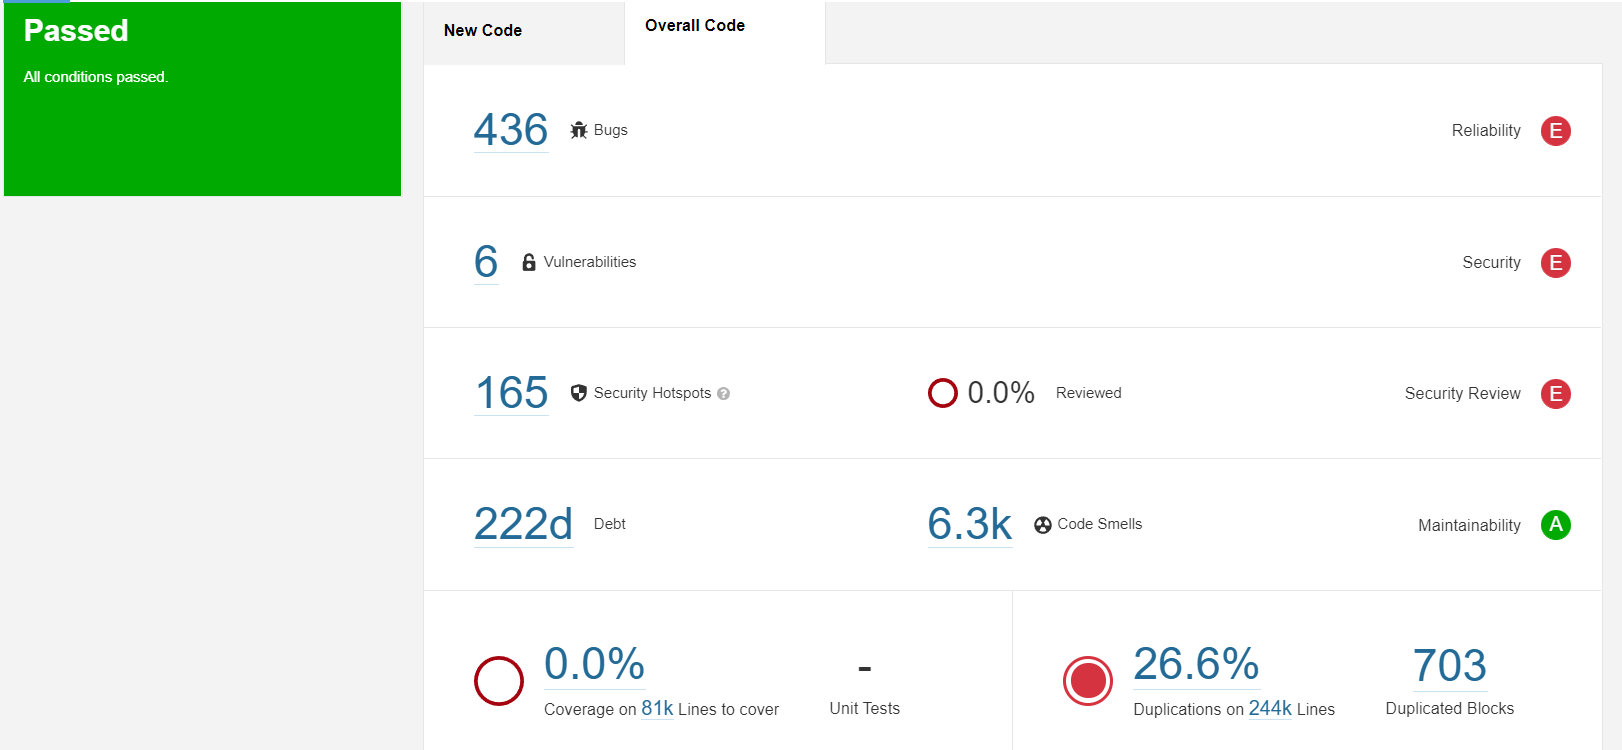 Passed
All conditions passed.
New Code
Overall Code
436 Bugs
Reliability E
6 Vulnerabilities
Security E
165 Security Hotspots ?
0.0% Reviewed
Security Review E
222d Debt
6.3k Code Smells
Maintainability A
0.0%
Coverage on 81k Lines to cover
-
Unit Tests
26.6%
Duplications on 244k Lines
703
Duplicated Blocks